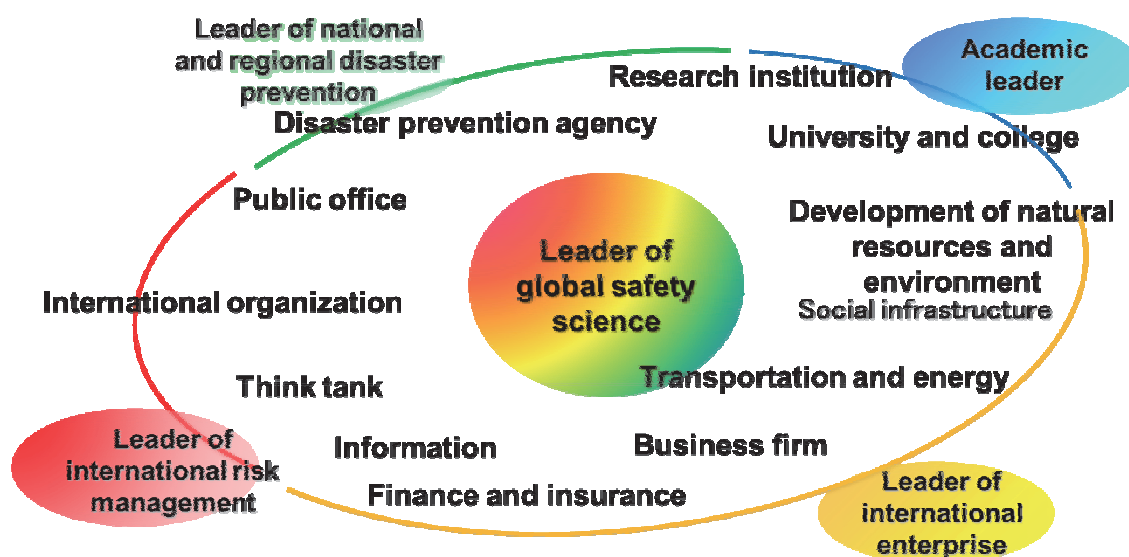 Leader of national
and regional disaster
prevention
Academic
leader
Research institution
Disaster prevention agency
University and college
Public office
Development of natural
resources and
environment
Leader of
global safety
science
International organization
Social infrastructure
Think tank
Transportation and energy
Leader of
international risk
management
Information
Business firm
Finance and insurance
Leader of
international
enterprise